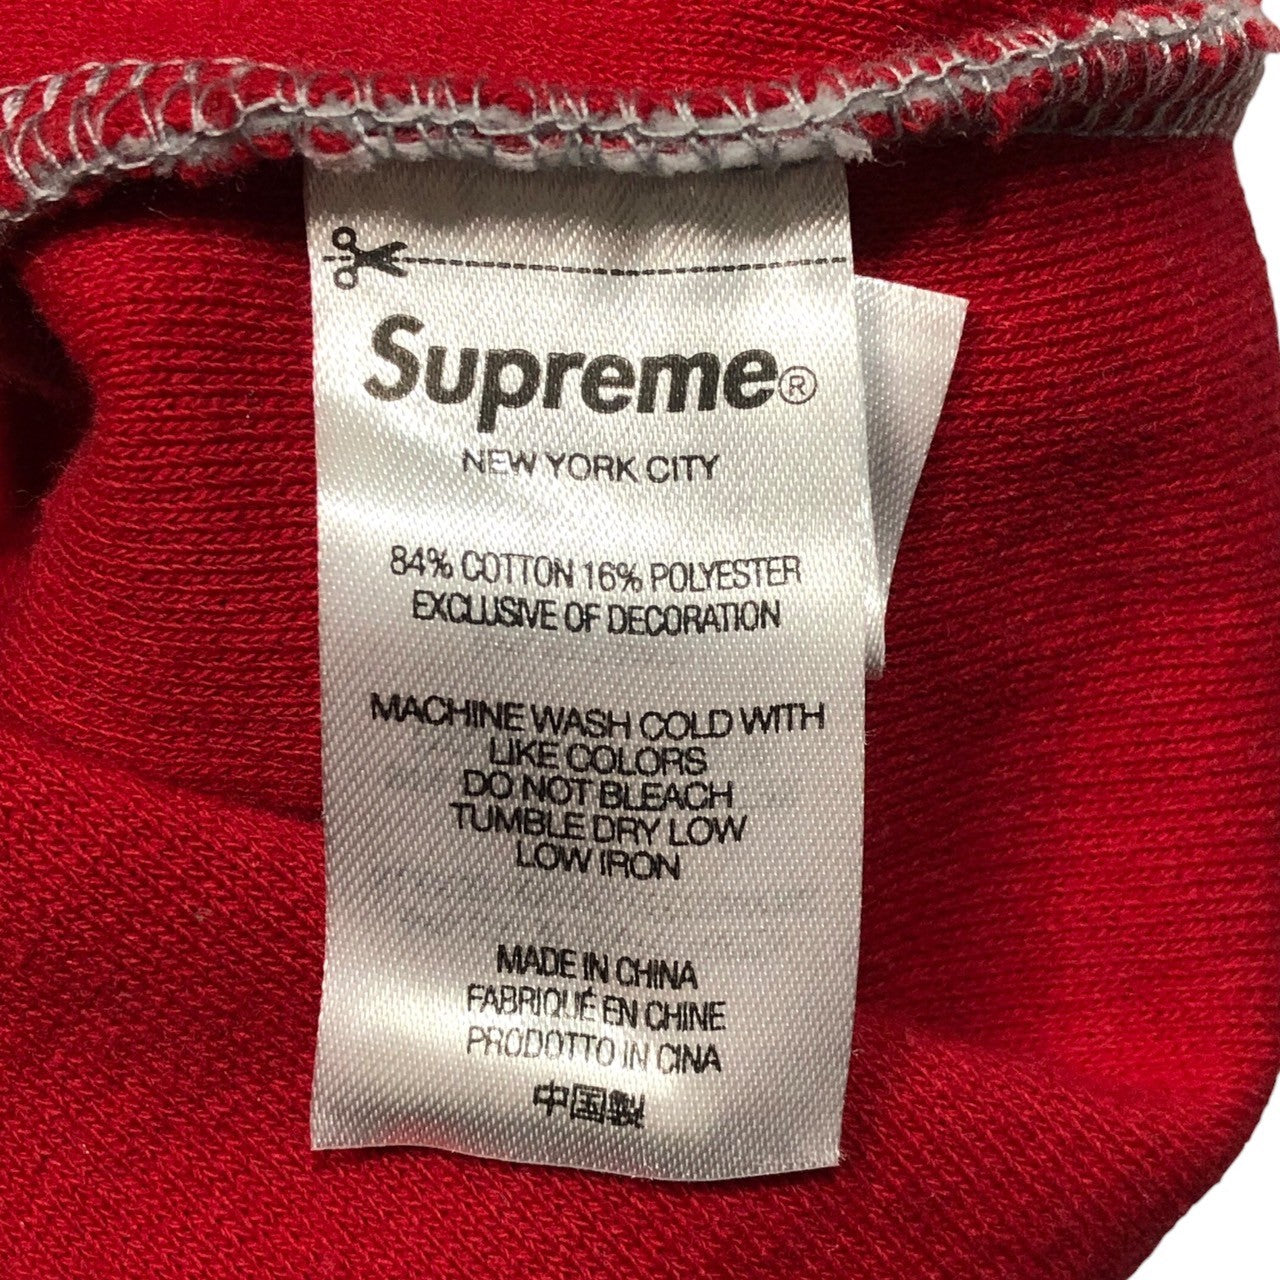 Supreme®
NEW YORK CITY
84% COTTON 16% POLYESTER
EXCLUSIVE OF DECORATION
MACHINE WASH COLD WITH
LIKE COLORS
DO NOT BLEACH
TUMBLE DRY LOW
LOW IRON
MADE IN CHINA
FABRIQUÉ EN CHINE
PRODOTTO IN CINA
中国製